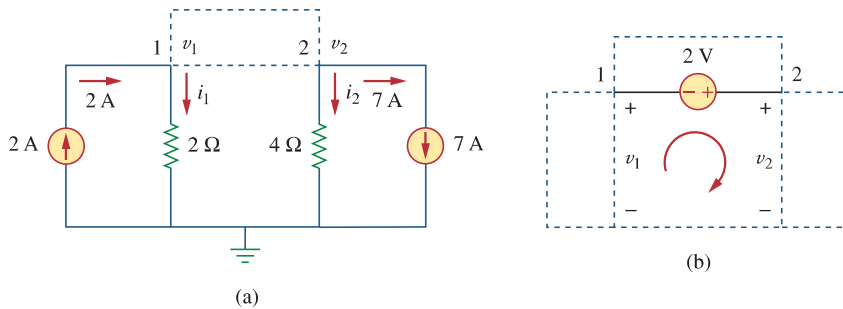 1 v₁ 2 v₂
2 A i₁ i₂ 7 A
2 A 2 Ω 4 Ω 7 A
(a)
2 V
1 − + 2
+ +
v₁ v₂
− −
(b)